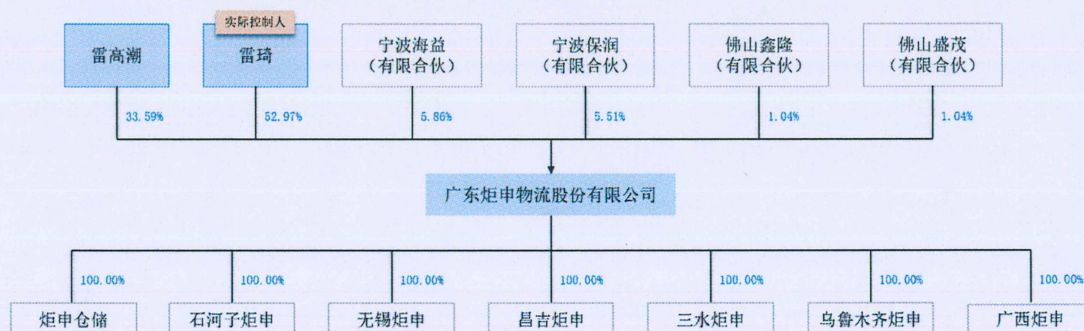 实际控制人
雷高潮
雷琦
宁波海益
（有限合伙）
宁波保润
（有限合伙）
佛山鑫隆
（有限合伙）
佛山盛茂
（有限合伙）
33.59%
52.97%
5.86%
5.51%
1.04%
1.04%
广东炬申物流股份有限公司
100.00%
100.00%
100.00%
100.00%
100.00%
100.00%
100.00%
炬申仓储
石河子炬申
无锡炬申
昌吉炬申
三水炬申
乌鲁木齐炬申
广西炬申